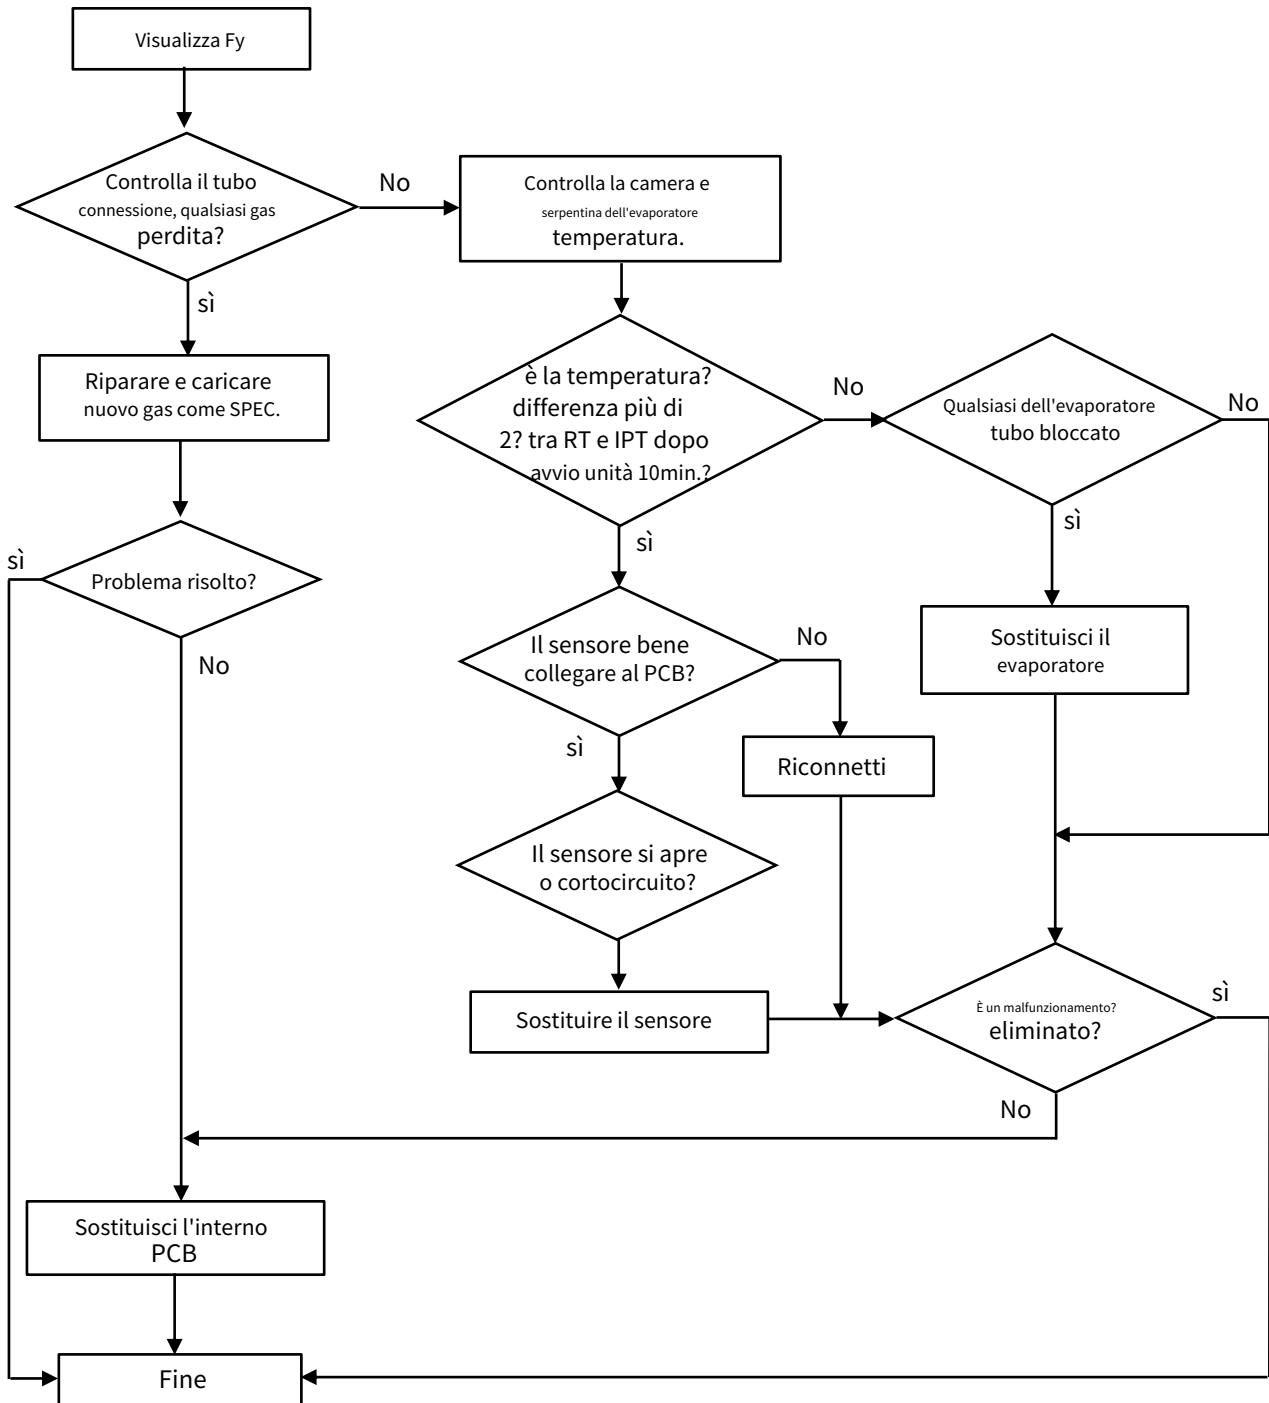 Visualizza Fy
Controlla il tubo
connessione, qualsiasi gas
perdita?
No
Controlla la camera e
serpentina dell'evaporatore
temperatura.
sì
Riparare e caricare
nuovo gas come SPEC.
è la temperatura?
differenza più di
2? tra RT e IPT dopo
avvio unità 10min.?
No
Qualsiasi dell'evaporatore
tubo bloccato
No
sì
sì
sì
Problema risolto?
No
Il sensore bene
collegare al PCB?
No
Sostituisci il
evaporatore
sì
Riconnetti
Il sensore si apre
o cortocircuito?
Sostituire il sensore
È un malfunzionamento?
eliminato?
sì
No
Sostituisci l'interno
PCB
Fine